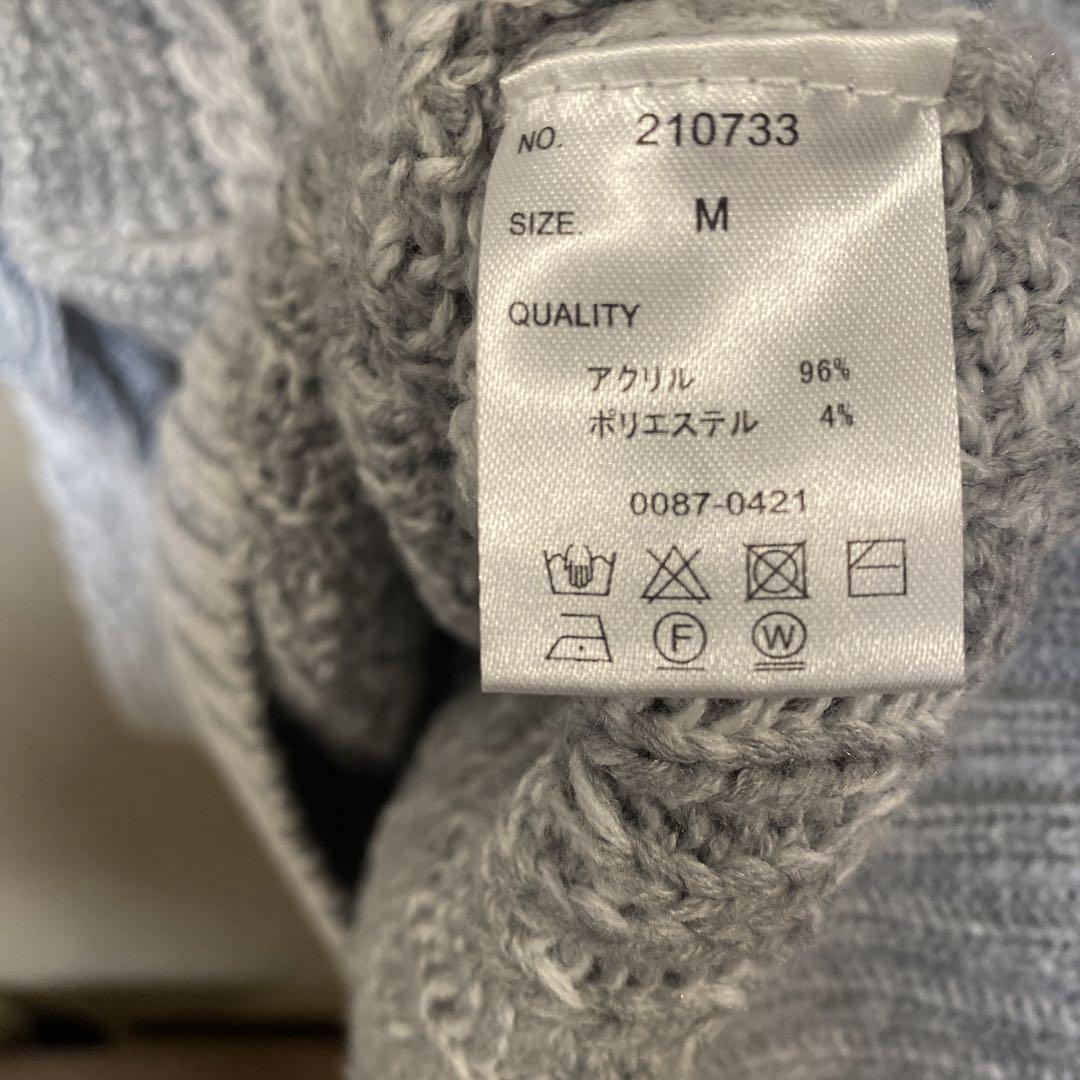 NO. 210733
SIZE. M
QUALITY
アクリル 96%
ポリエステル 4%
0087-0421
F W